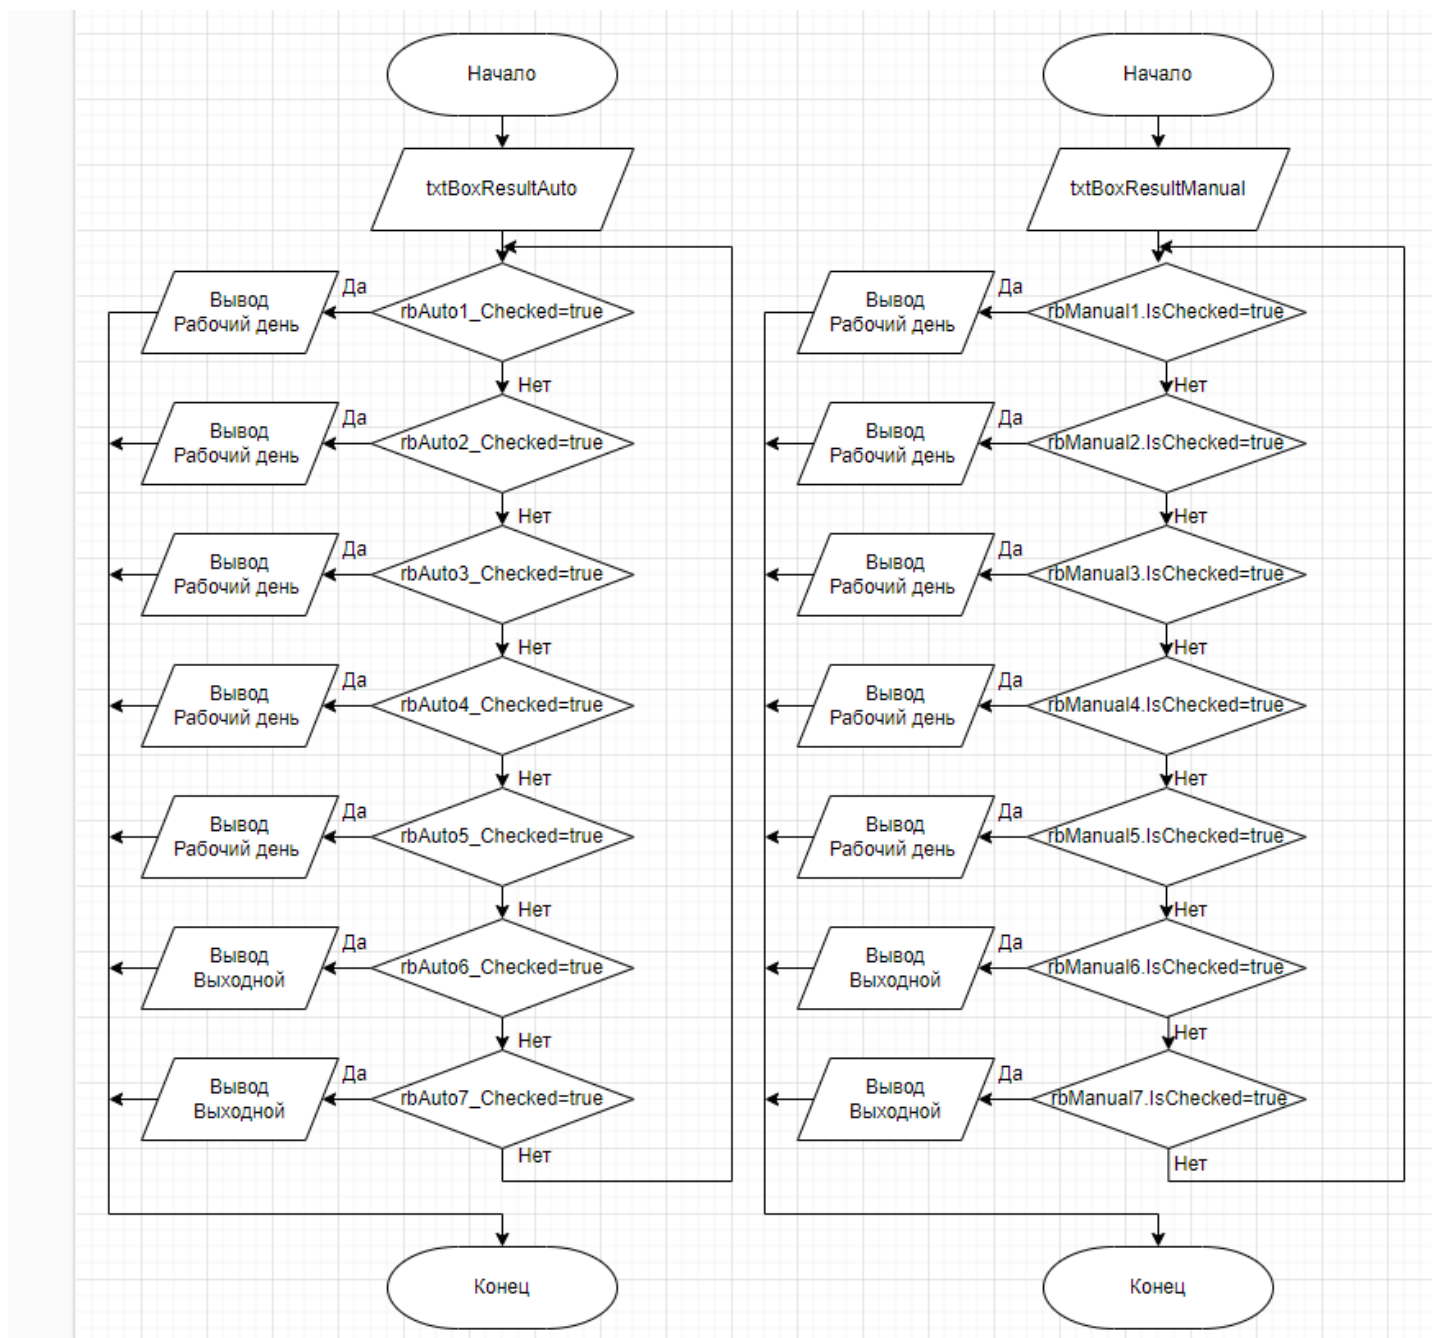 Начало
txtBoxResultAuto
rbAuto1_Checked=true
Да
Вывод
Рабочий день
Нет
rbAuto2_Checked=true
Да
Вывод
Рабочий день
Нет
rbAuto3_Checked=true
Да
Вывод
Рабочий день
Нет
rbAuto4_Checked=true
Да
Вывод
Рабочий день
Нет
rbAuto5_Checked=true
Да
Вывод
Рабочий день
Нет
rbAuto6_Checked=true
Да
Вывод
Выходной
Нет
rbAuto7_Checked=true
Да
Вывод
Выходной
Нет
Конец
Начало
txtBoxResultManual
rbManual1.IsChecked=true
Да
Вывод
Рабочий день
Нет
rbManual2.IsChecked=true
Да
Вывод
Рабочий день
Нет
rbManual3.IsChecked=true
Да
Вывод
Рабочий день
Нет
rbManual4.IsChecked=true
Да
Вывод
Рабочий день
Нет
rbManual5.IsChecked=true
Да
Вывод
Рабочий день
Нет
rbManual6.IsChecked=true
Да
Вывод
Выходной
Нет
rbManual7.IsChecked=true
Да
Вывод
Выходной
Нет
Конец